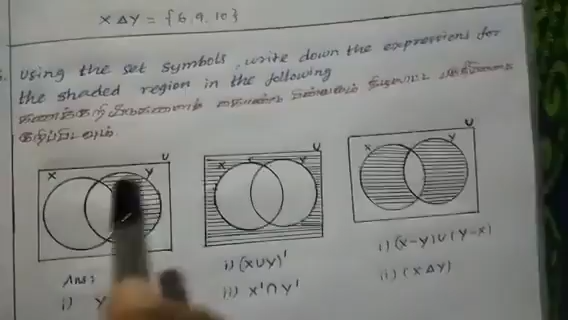 X Δ Y = {6, 9, 10}
using the set symbols, write down the expressions for
the shaded region in the following
குறிப்பிடவும்.
U
X Y
U
X Y
U
X Y
Ans:
i) Y
i) (X∪Y)'
ii) X'∩Y'
i) (X-Y)∪(Y-X)
ii) (X Δ Y)